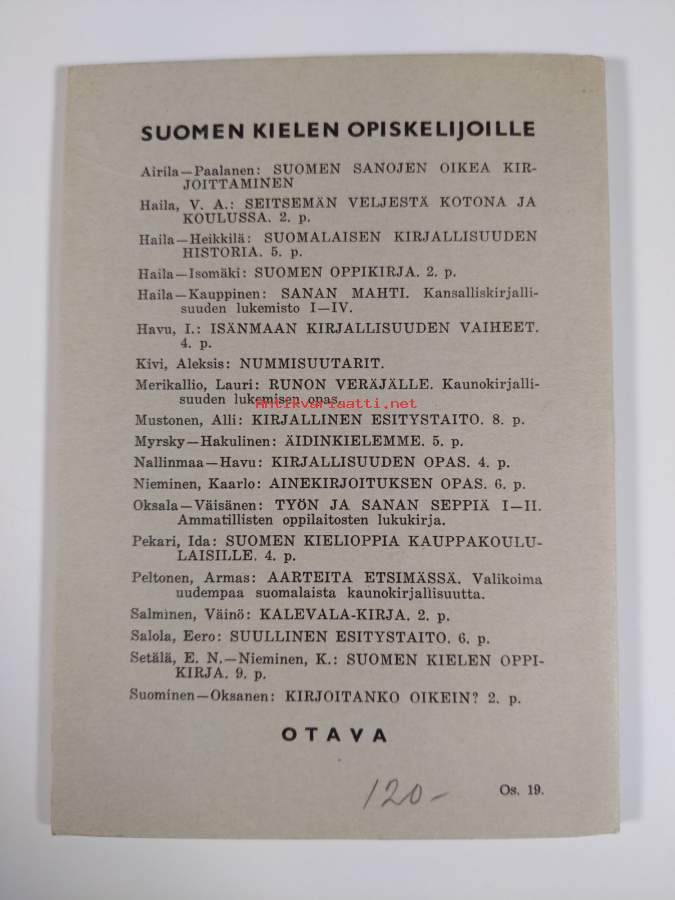 SUOMEN KIELEN OPISKELIJOILLE
Airila—Paalanen: SUOMEN SANOJEN OIKEA KIR-
JOITTAMINEN
Haila, V. A.: SEITSEMÄN VELJESTÄ KOTONA JA
KOULUSSA. 2. p.
Haila—Heikkilä: SUOMALAISEN KIRJALLISUUDEN
HISTORIA. 5. p.
Haila—Isomäki: SUOMEN OPPIKIRJA. 2. p.
Haila—Kauppinen: SANAN MAHTI. Kansalliskirjalli-
suuden lukemisto I—IV.
Havu, I.: ISÄNMAAN KIRJALLISUUDEN VAIHEET.
4. p.
Kivi, Aleksis: NUMMISUUTARIT.
Merikallio, Lauri: RUNON VERÄJÄLLE. Kaunokirjalli-
suuden lukemisen opas.
Antikvariaatti.net
Mustonen, Alli: KIRJALLINEN ESITYSTAITO. 8. p.
Myrsky—Hakulinen: ÄIDINKIELEMME. 5. p.
Nallinmaa—Havu: KIRJALLISUUDEN OPAS. 4. p.
Nieminen, Kaarlo: AINEKIRJOITUKSEN OPAS. 6. p.
Oksala—Väisänen: TYÖN JA SANAN SEPPIÄ I—II.
Ammatillisten oppilaitosten lukukirja.
Pekari, Ida: SUOMEN KIELIOPPIA KAUPPAKOULU-
LAISILLE. 4. p.
Peltonen, Armas: AARTEITA ETSIMÄSSÄ. Valikoima
uudempaa suomalaista kaunokirjallisuutta.
Salminen, Väinö: KALEVALA-KIRJA. 2. p.
Salola, Eero: SUULLINEN ESITYSTAITO. 6. p.
Setälä, E. N.—Nieminen, K.: SUOMEN KIELEN OPPI-
KIRJA. 9. p.
Suominen—Oksanen: KIRJOITANKO OIKEIN? 2. p.
OTAVA
120-
Os. 19.